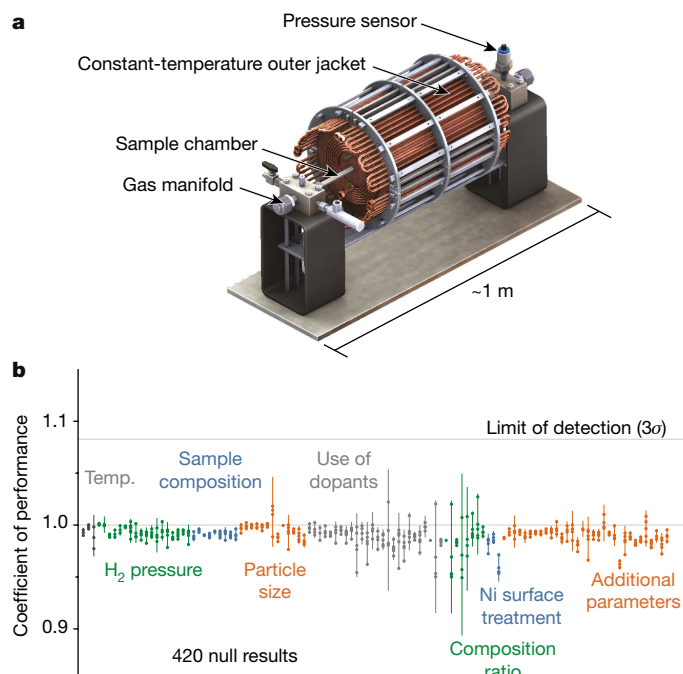 a
Pressure sensor
Constant-temperature outer jacket
Sample chamber
Gas manifold
~1 m
b
Coefficient of performance
1.1
1.0
0.9
Limit of detection (3σ)
Temp.
Sample
composition
Use of
dopants
H₂ pressure
Particle
size
Ni surface
treatment
Additional
parameters
Composition
ratio
420 null results